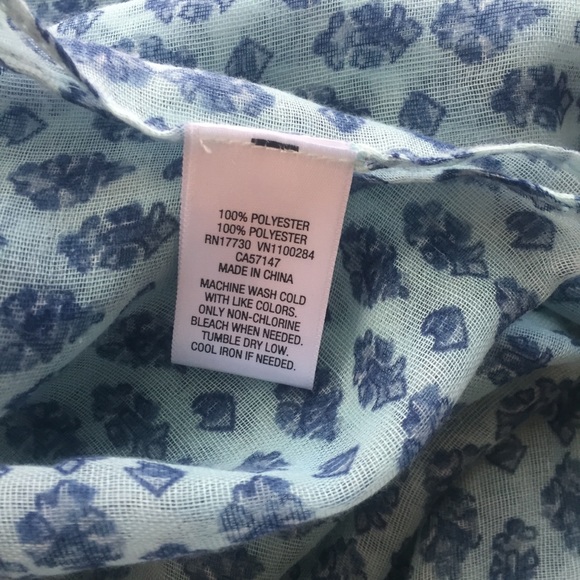 100% POLYESTER
100% POLYESTER
RN17730 VN1100284
CA57147
MADE IN CHINA
MACHINE WASH COLD
WITH LIKE COLORS.
ONLY NON-CHLORINE
BLEACH WHEN NEEDED.
TUMBLE DRY LOW.
COOL IRON IF NEEDED.